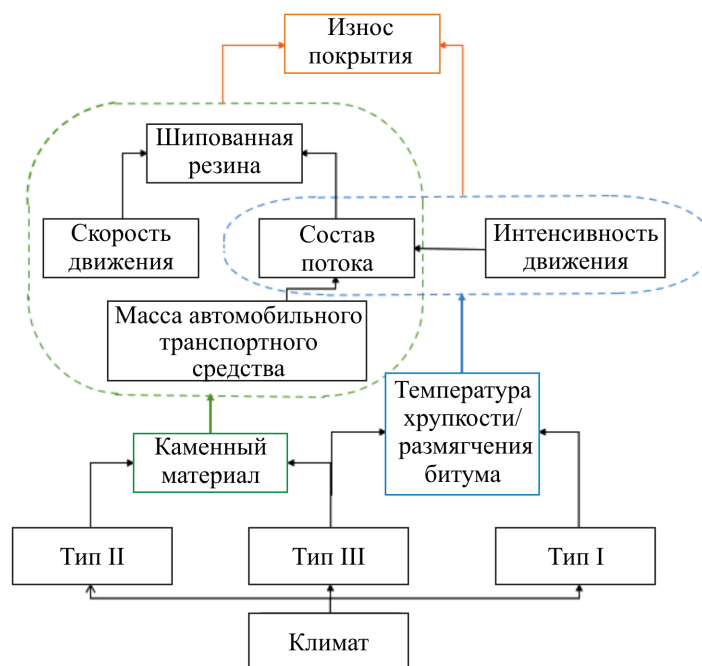 Износ
покрытия
Шипованная
резина
Скорость
движения
Состав
потока
Интенсивность
движения
Масса автомобильного
транспортного
средства
Температура
хрупкости/
размягчения
битума
Каменный
материал
Тип II
Тип III
Тип I
Климат